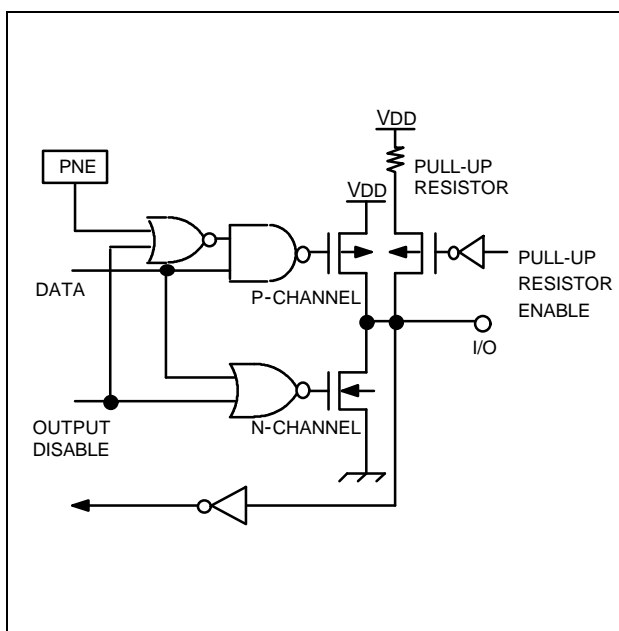 VDD
PULL-UP
RESISTOR
PNE
VDD
PULL-UP
RESISTOR
ENABLE
DATA
P-CHANNEL
I/O
OUTPUT
DISABLE
N-CHANNEL